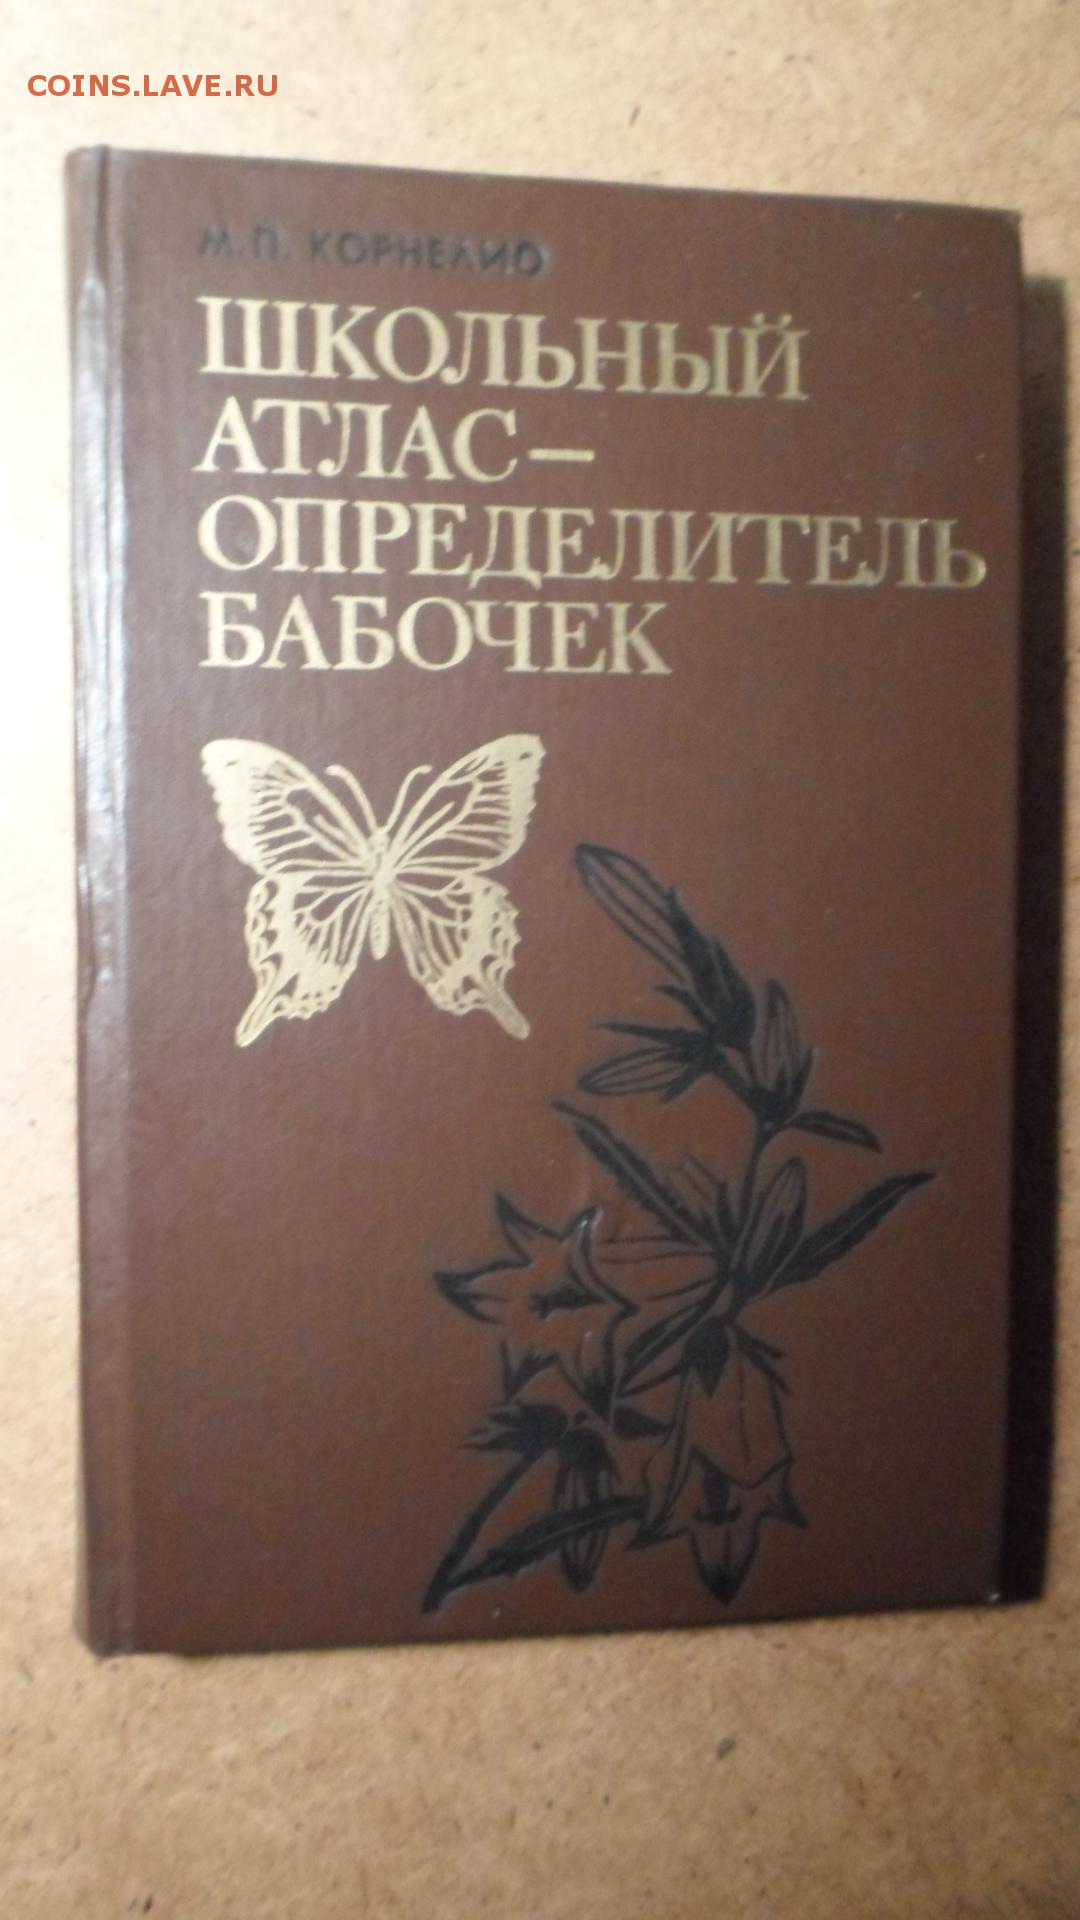 COINS.LAVE.RU
М.П. КОРНЕЛИО
ШКОЛЬНЫЙ
АТЛАС–
ОПРЕДЕЛИТЕЛЬ
БАБОЧЕК